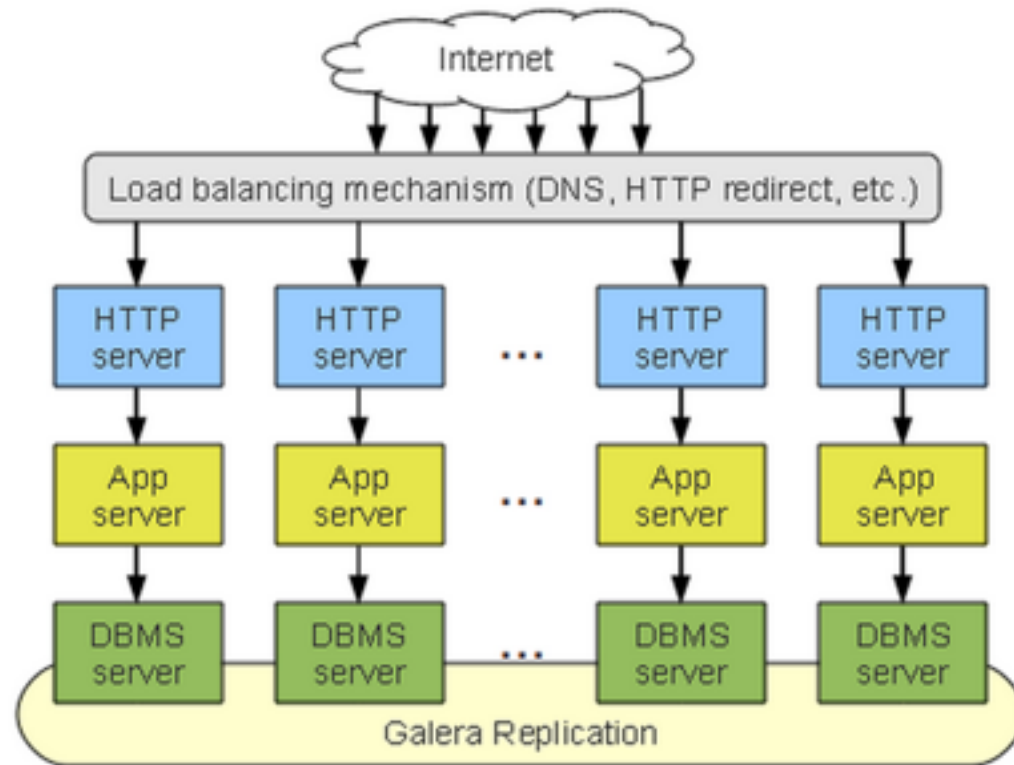 Internet
Load balancing mechanism (DNS, HTTP redirect, etc.)
HTTP server
HTTP server
...
HTTP server
HTTP server
App server
App server
...
App server
App server
DBMS server
DBMS server
...
DBMS server
DBMS server
Galera Replication